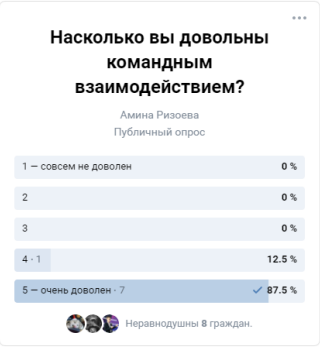 Насколько вы довольны
командным
взаимодействием?
Амина Ризоева
Публичный опрос
1 — совсем не доволен 0 %
2 0 %
3 0 %
4 · 1 12.5 %
5 — очень доволен · 7 87.5 %
Неравнодушны 8 граждан.